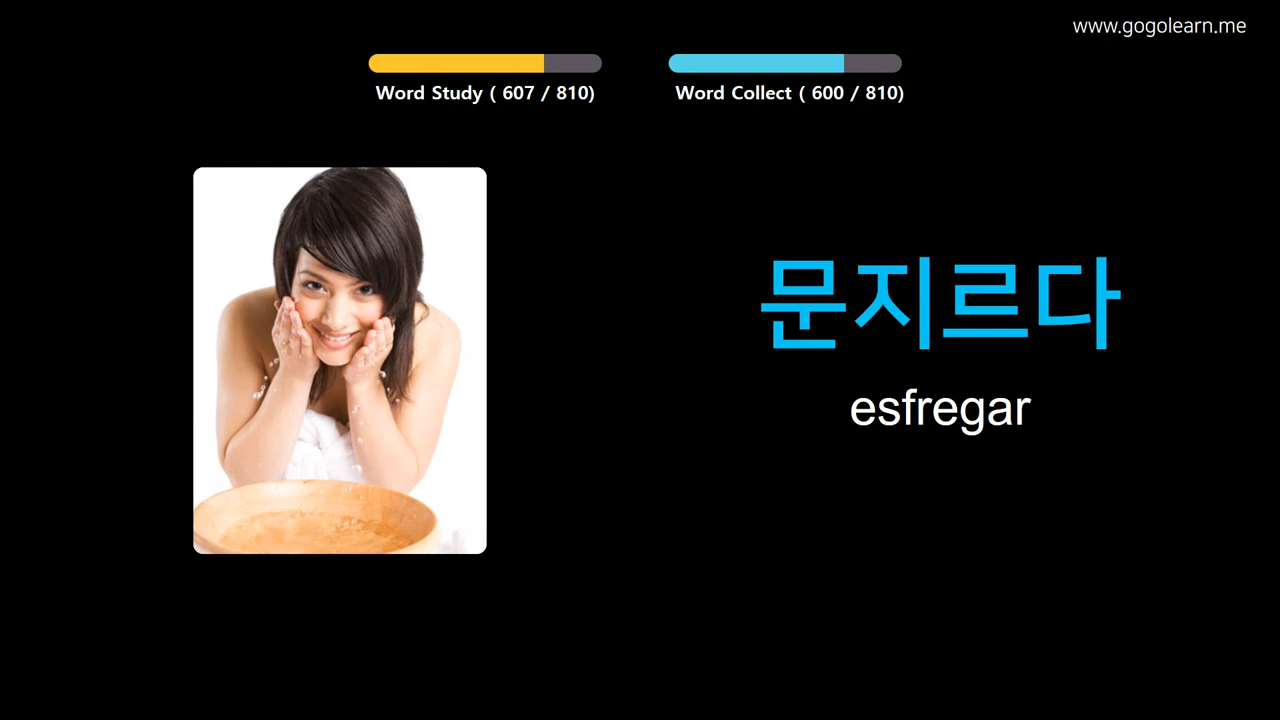 www.gogolearn.me
Word Study ( 607 / 810)
Word Collect ( 600 / 810)
문지르다
esfregar